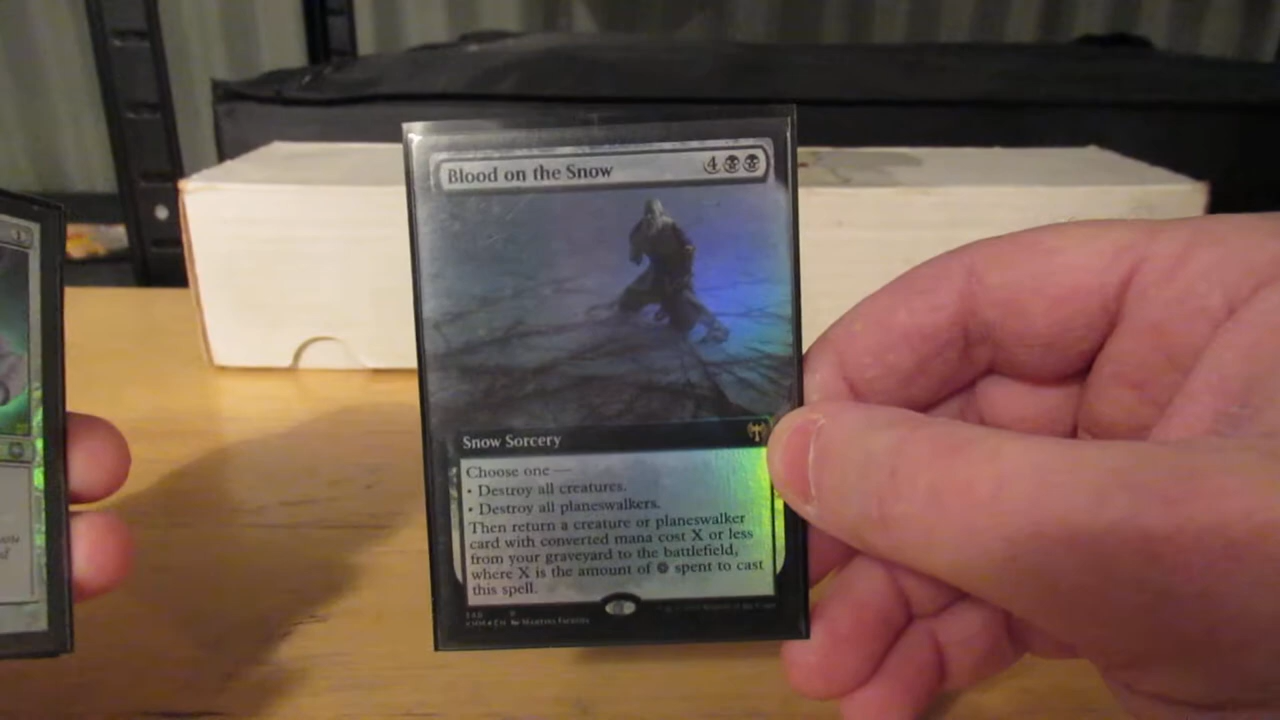 Blood on the Snow 4
Snow Sorcery
Choose one —
• Destroy all creatures.
• Destroy all planeswalkers.
Then return a creature or planeswalker
card with converted mana cost X or less
from your graveyard to the battlefield,
where X is the amount of spent to cast
this spell.